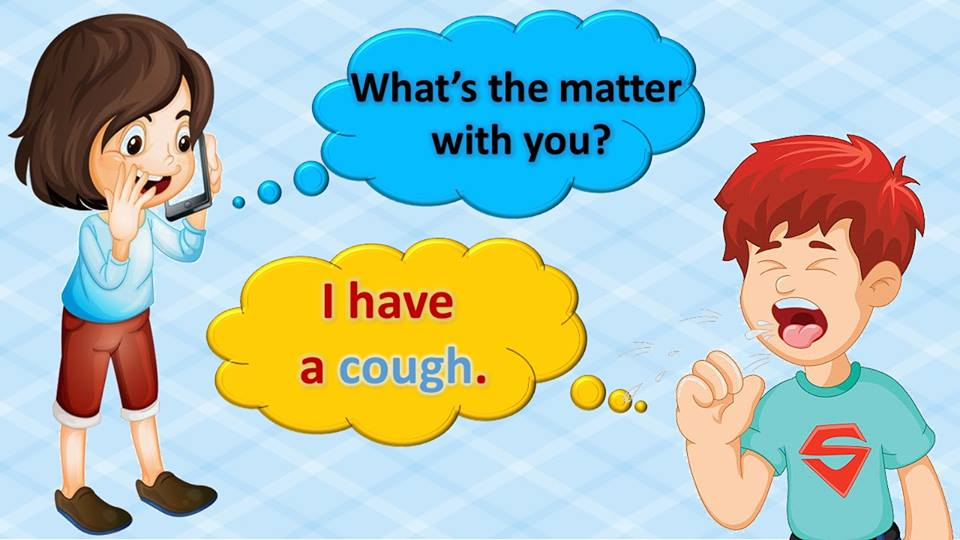 What's the matter
with you?
I have
a cough.
S